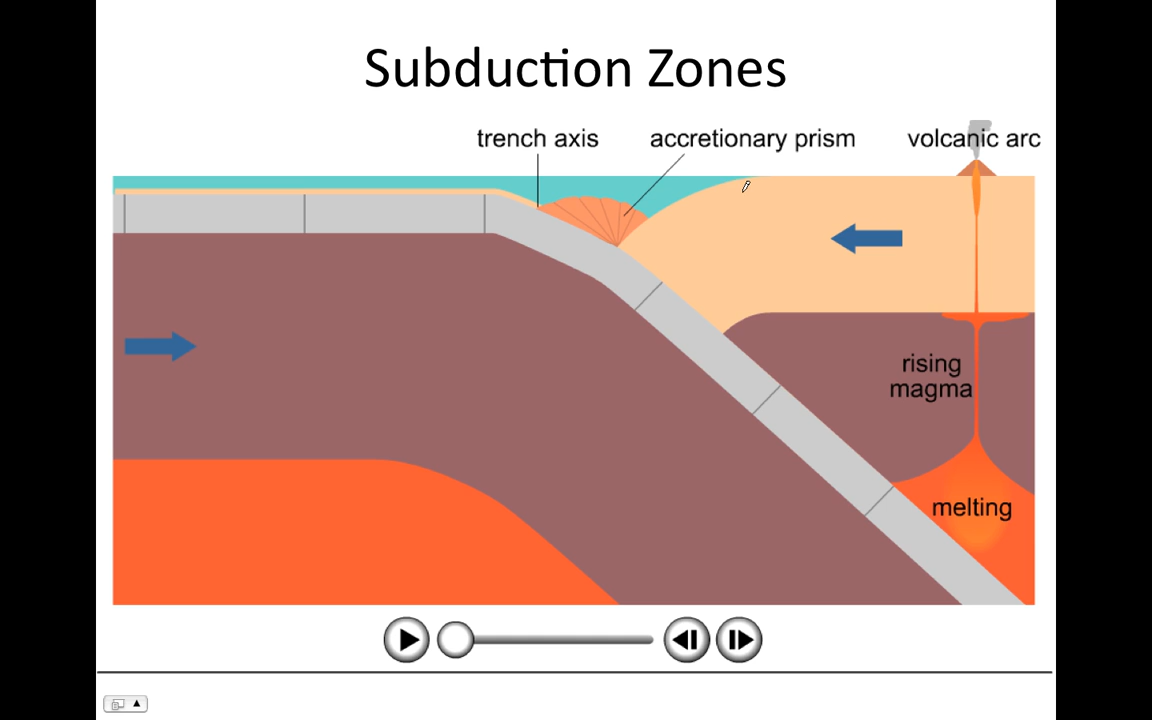 Subduction Zones
trench axis
accretionary prism
volcanic arc
rising
magma
melting